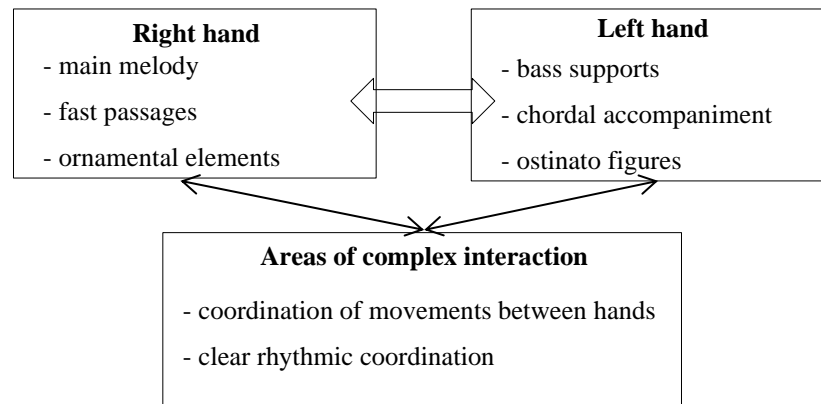 Right hand
- main melody
- fast passages
- ornamental elements
Left hand
- bass supports
- chordal accompaniment
- ostinato figures
Areas of complex interaction
- coordination of movements between hands
- clear rhythmic coordination